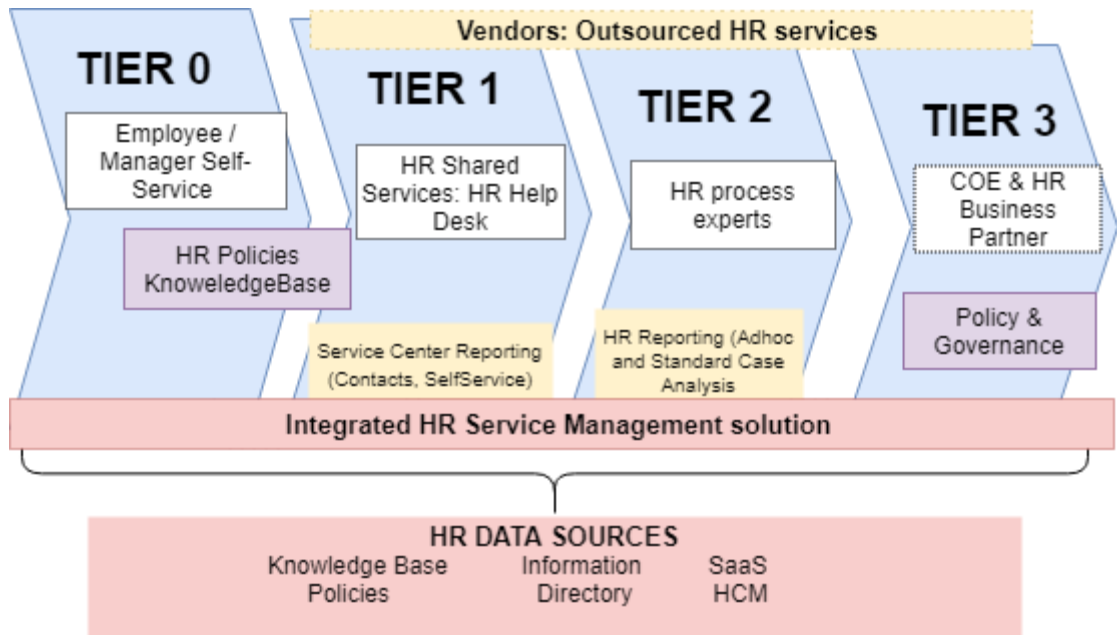 Vendors: Outsourced HR services
TIER 0
Employee /
Manager Self-
Service
HR Policies
KnoweledgeBase
TIER 1
HR Shared
Services: HR Help
Desk
Service Center Reporting
(Contacts, SelfService)
TIER 2
HR process
experts
HR Reporting (Adhoc
and Standard Case
Analysis
TIER 3
COE & HR
Business
Partner
Policy &
Governance
Integrated HR Service Management solution
HR DATA SOURCES
Knowledge Base Information SaaS
Policies Directory HCM